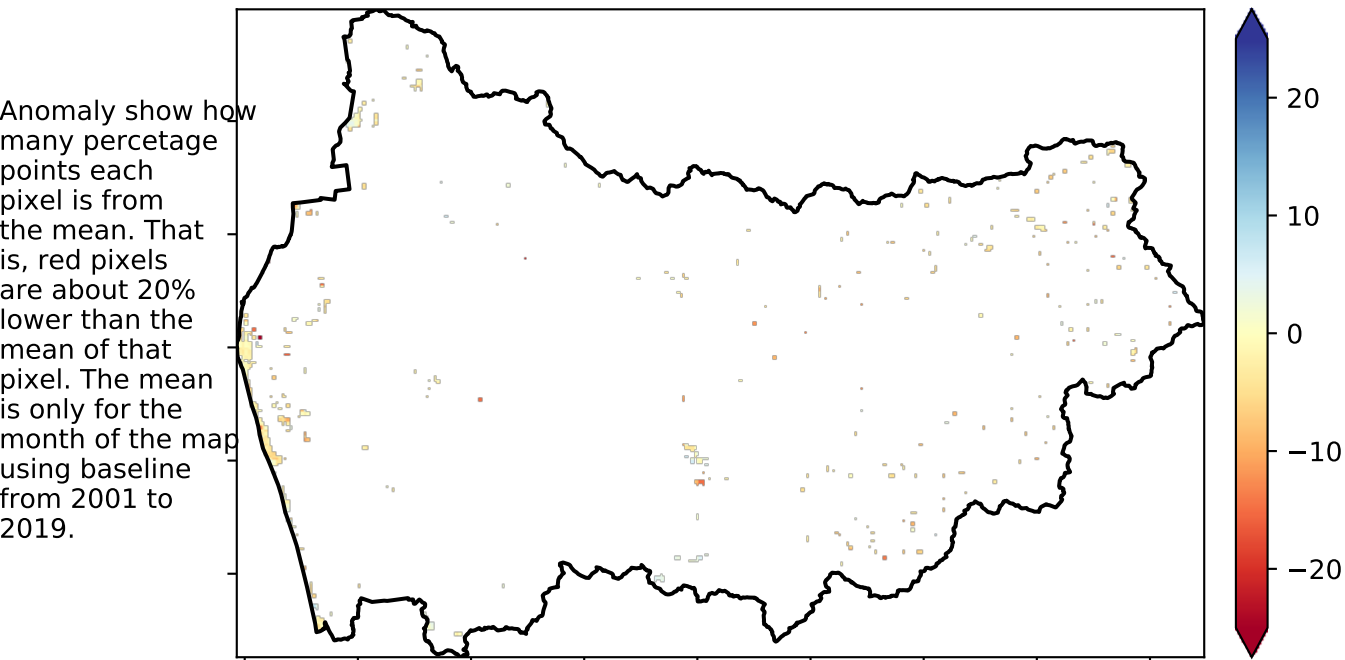 Anomaly show how
many percetage
points each
pixel is from
the mean. That
is, red pixels
are about 20%
lower than the
mean of that
pixel. The mean
is only for the
month of the map
using baseline
from 2001 to
2019.
20
10
0
−10
−20